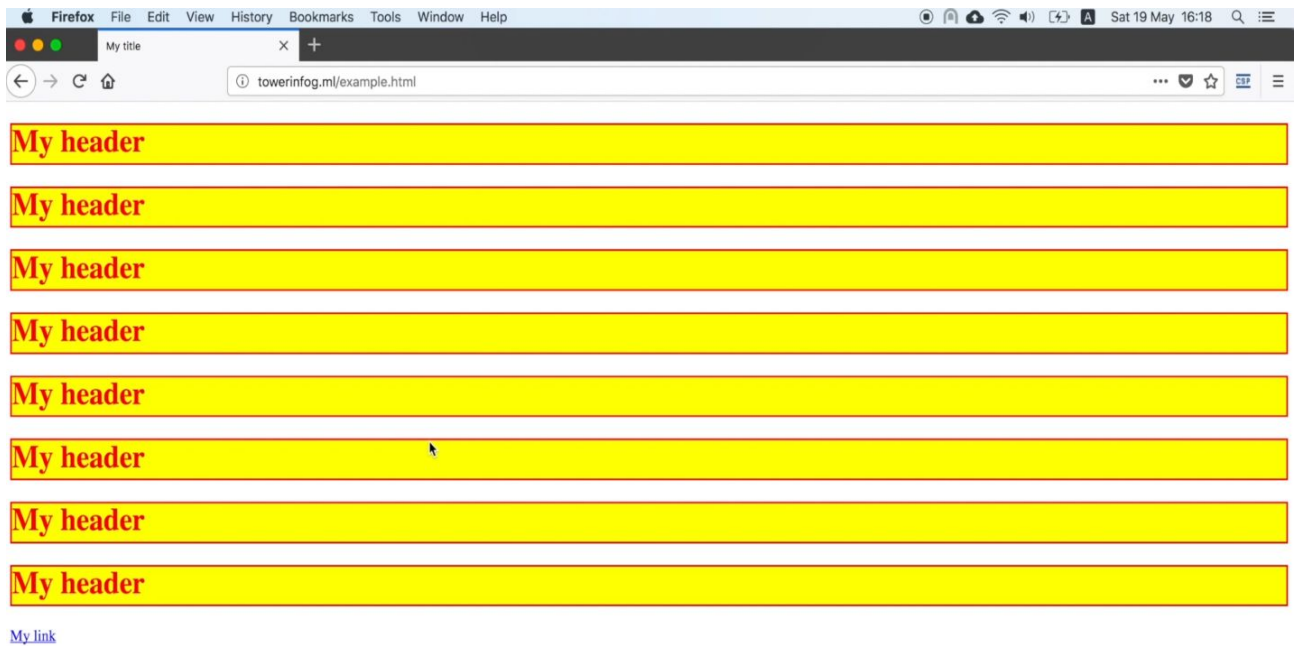 Firefox File Edit View History Bookmarks Tools Window Help A Sat 19 May 16:18
My title
towerinfog.ml/example.html CSP
My header
My header
My header
My header
My header
My header
My header
My header
My link